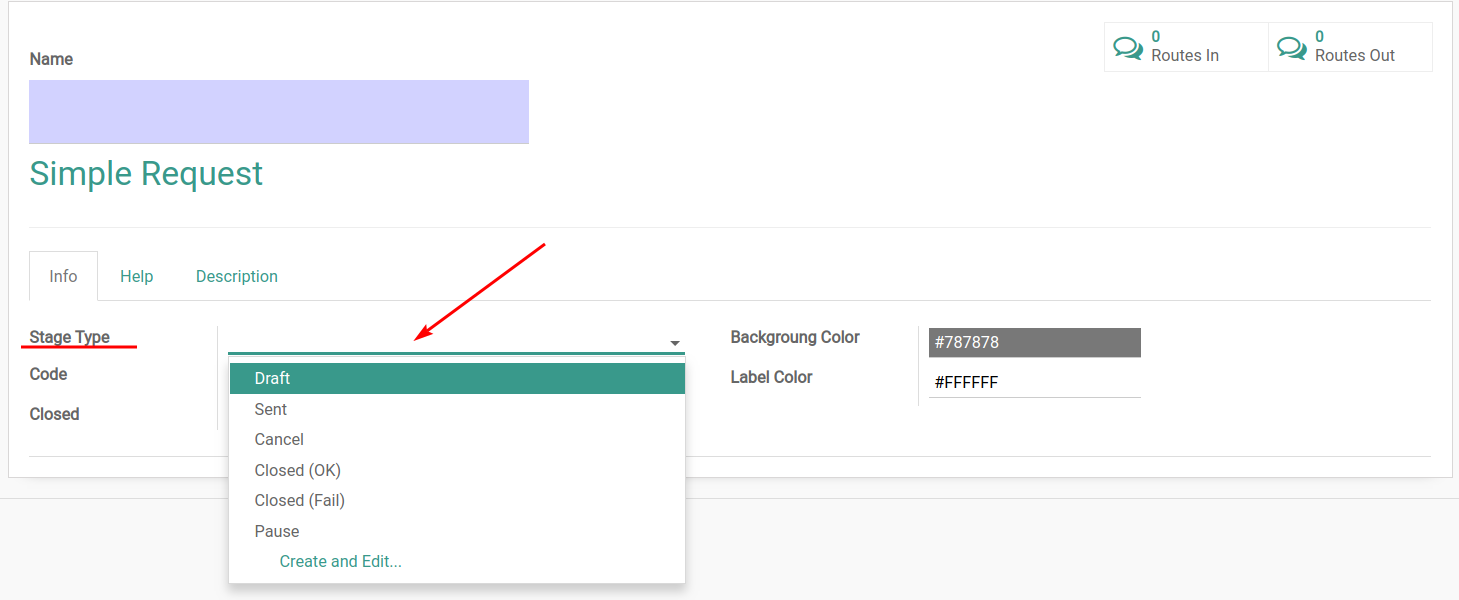 0
Routes In
0
Routes Out
Name
Simple Request
Info
Help
Description
Stage Type
Code
Closed
Draft
Sent
Cancel
Closed (OK)
Closed (Fail)
Pause
Create and Edit...
Backgroung Color
#787878
Label Color
#FFFFFF